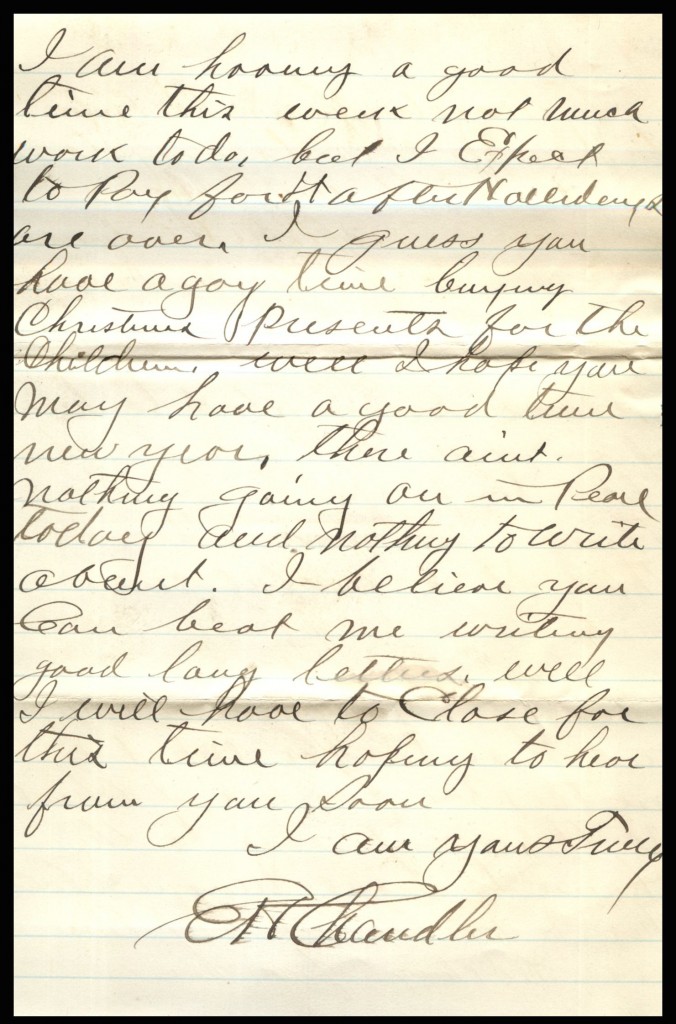 I am having a good
time this week not much
work to do, but I Expect
to Pay for it after Hollidays
are over. I guess you
have a gay time buying
Christmas Presents for the
Children. well I hope you
may have a good time
new year, there aint.
nothing going on in Pearl
today and nothing to write
about. I believe you
Can beat me writing
good long letters. well
I will have to Close for
this time hoping to hear
from you soon
I am yours Truly
Chandler